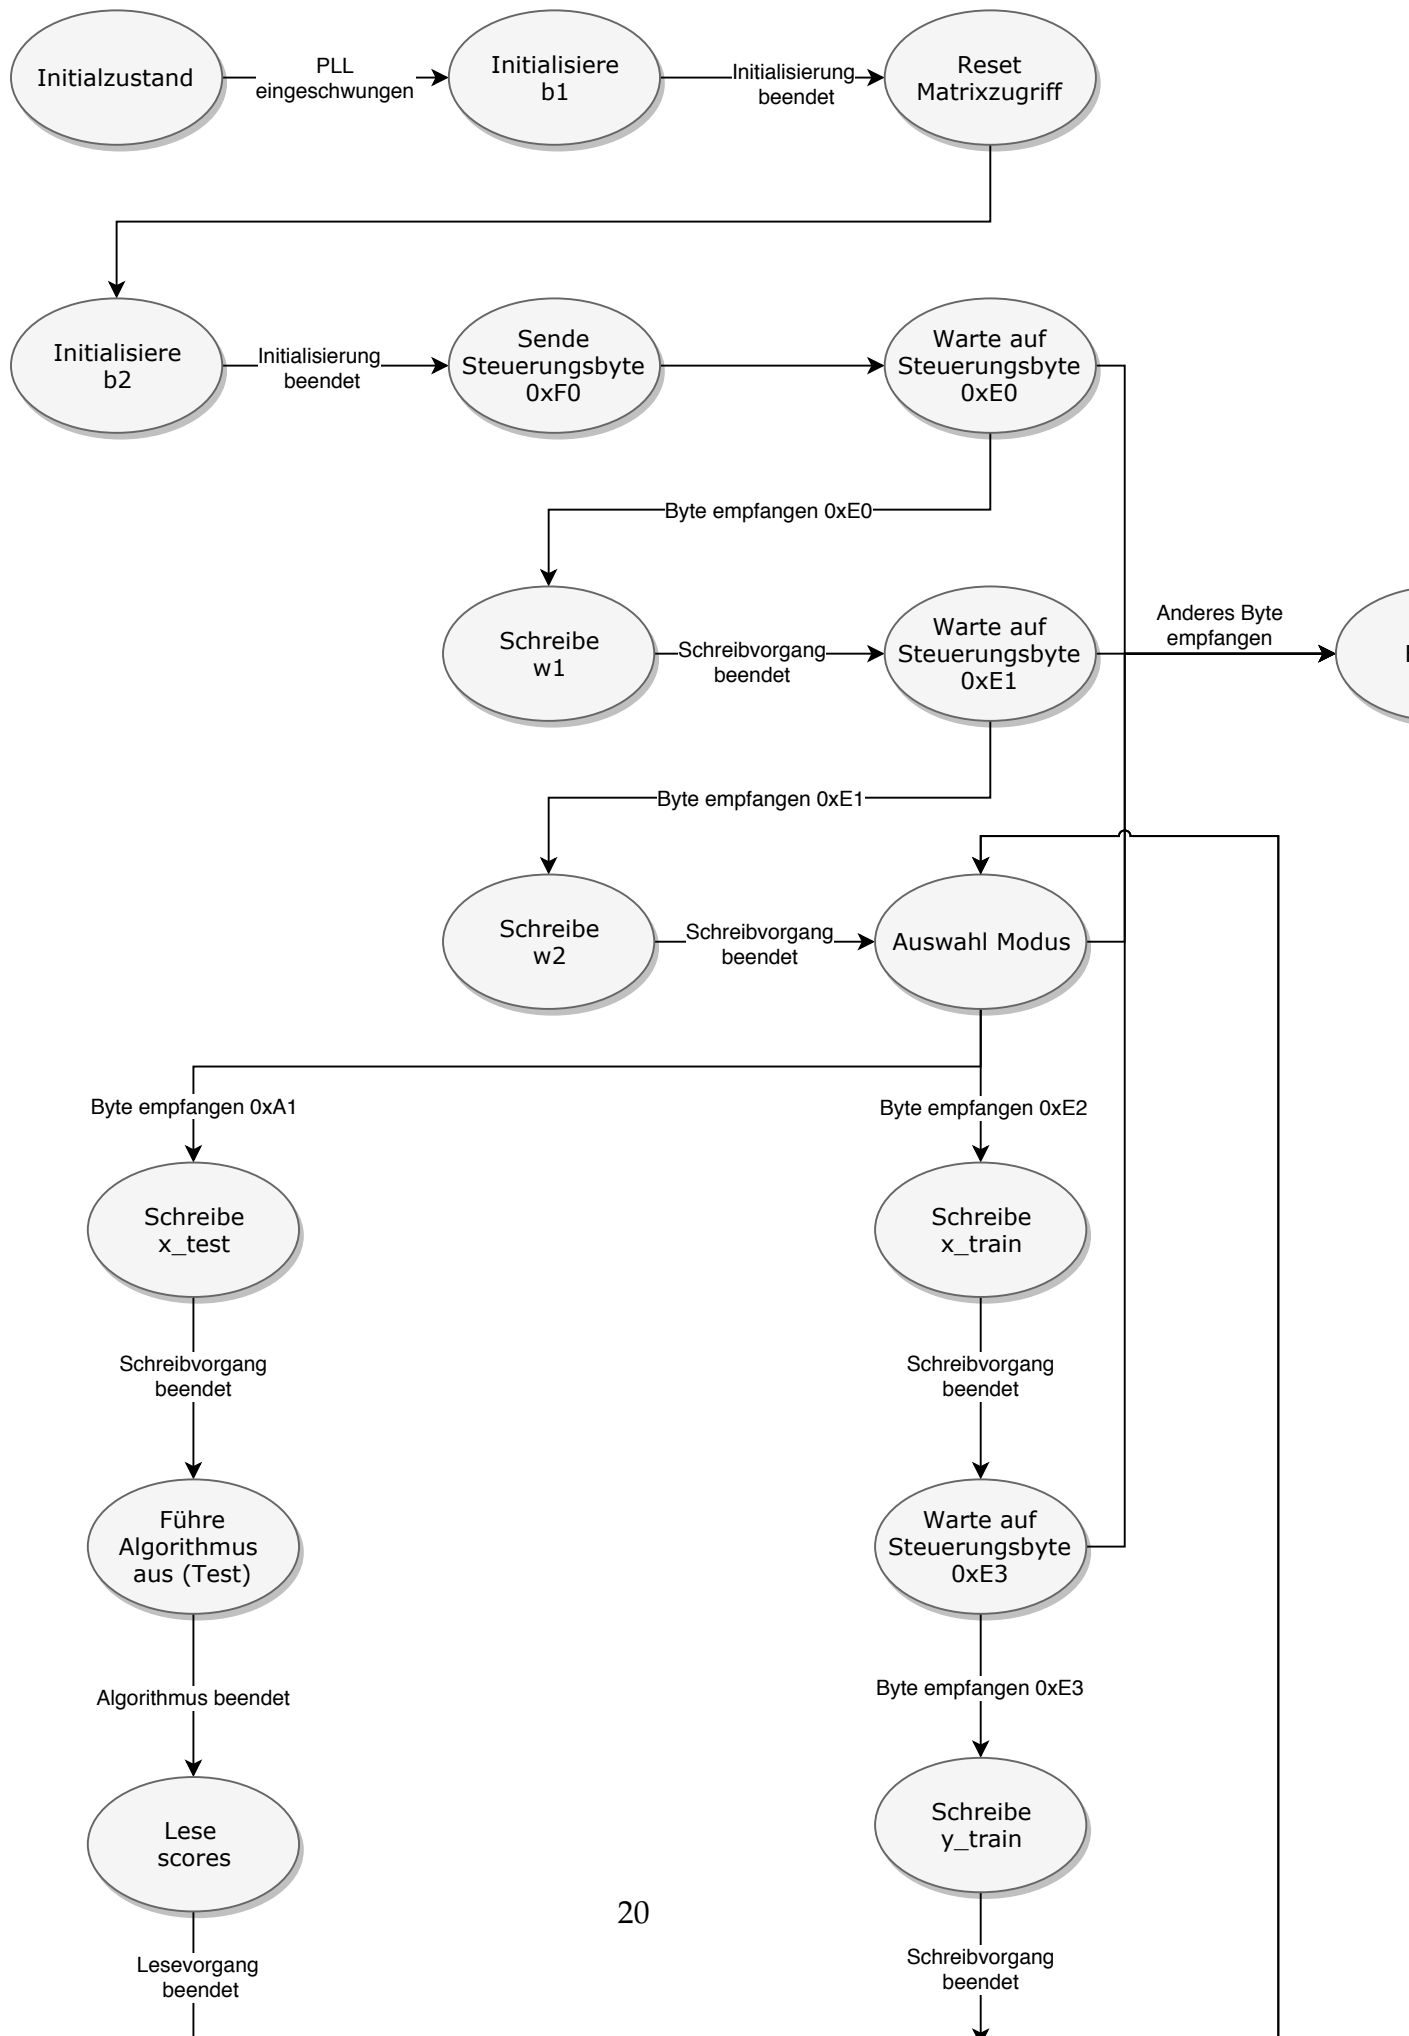 Initialzustand
PLL
eingeschwungen
Initialisiere
b1
Initialisierung
beendet
Reset
Matrixzugriff
Initialisiere
b2
Initialisierung
beendet
Sende
Steuerungsbyte
0xF0
Warte auf
Steuerungsbyte
0xE0
Byte empfangen 0xE0
Schreibe
w1
Schreibvorgang
beendet
Warte auf
Steuerungsbyte
0xE1
Anderes Byte
empfangen
Byte empfangen 0xE1
Schreibe
w2
Schreibvorgang
beendet
Auswahl Modus
Byte empfangen 0xA1
Byte empfangen 0xE2
Schreibe
x_test
Schreibe
x_train
Schreibvorgang
beendet
Schreibvorgang
beendet
Führe
Algorithmus
aus (Test)
Warte auf
Steuerungsbyte
0xE3
Algorithmus beendet
Byte empfangen 0xE3
Lese
scores
Schreibe
y_train
20
Lesevorgang
beendet
Schreibvorgang
beendet